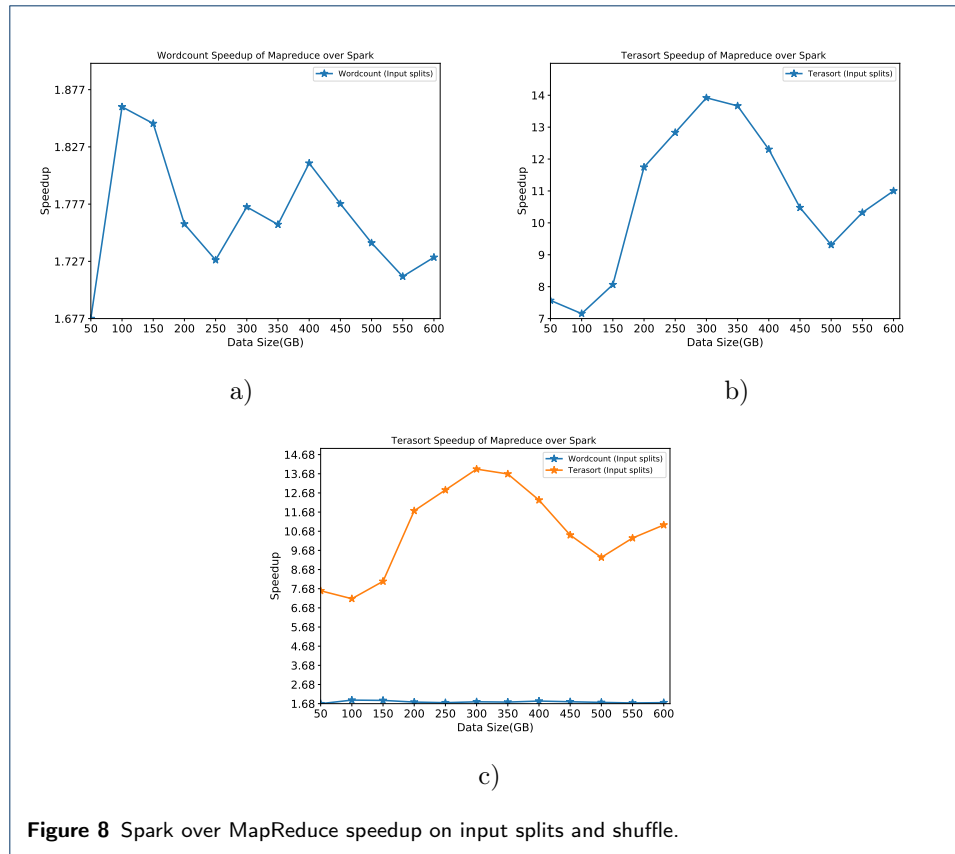 Wordcount Speedup of Mapreduce over Spark
Wordcount (Input splits)
1.877
1.827
1.777
1.727
1.677
Speedup
50 100 150 200 250 300 350 400 450 500 550 600
Data Size(GB)
a)
Terasort Speedup of Mapreduce over Spark
Terasort (Input splits)
14
13
12
11
10
9
8
7
Speedup
50 100 150 200 250 300 350 400 450 500 550 600
Data Size(GB)
b)
Terasort Speedup of Mapreduce over Spark
Wordcount (Input splits)
Terasort (Input splits)
14.68
13.68
12.68
11.68
10.68
9.68
8.68
7.68
6.68
5.68
4.68
3.68
2.68
1.68
Speedup
50 100 150 200 250 300 350 400 450 500 550 600
Data Size(GB)
c)
Figure 8 Spark over MapReduce speedup on input splits and shuffle.